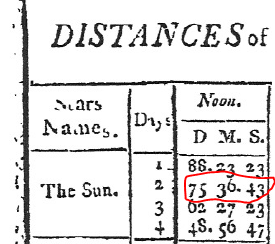 DISTANCES of
Stars Names.
Days
Noon.
D M. S.
The Sun.
1 88. 23 23
2 75 36. 43
3 62 27 23
4 48. 56 47